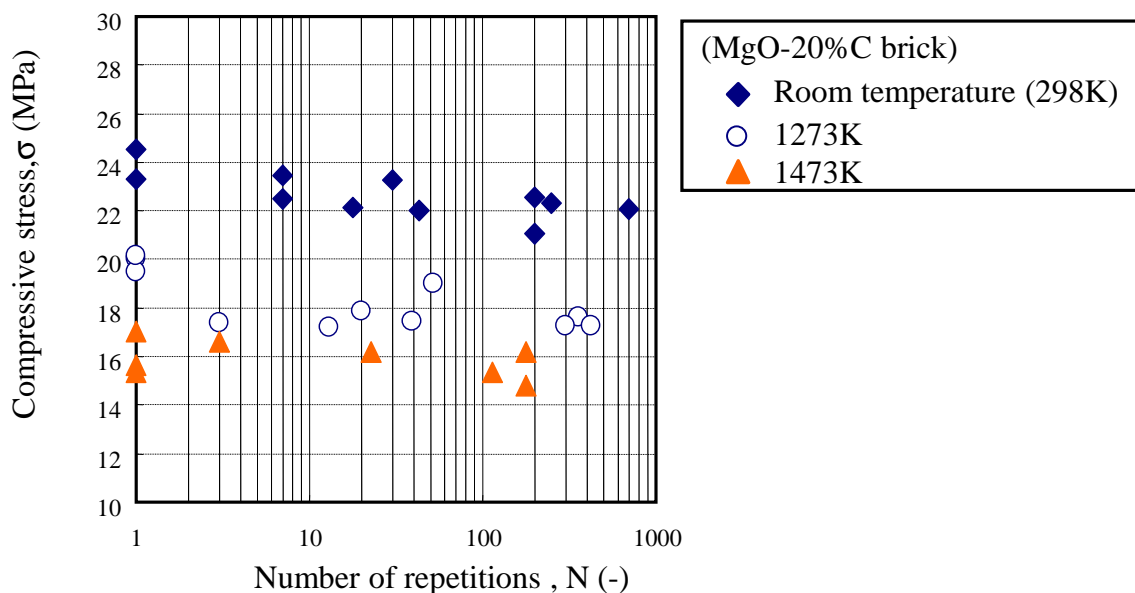 30
28
26
24
22
20
18
16
14
12
10
Compressive stress,σ (MPa)
1 10 100 1000
Number of repetitions , N (-)
(MgO-20%C brick)
Room temperature (298K)
1273K
1473K